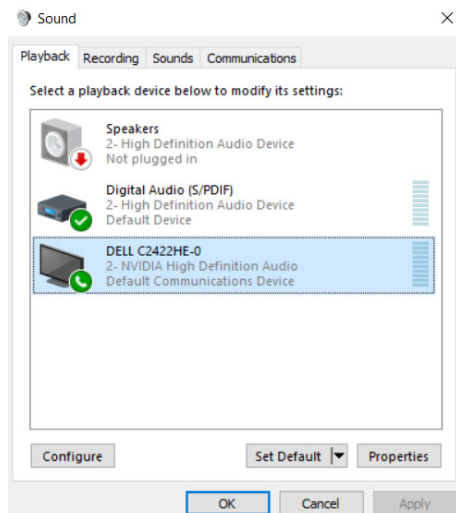 Sound
Playback Recording Sounds Communications
Select a playback device below to modify its settings:
Speakers
2- High Definition Audio Device
Not plugged in
Digital Audio (S/PDIF)
2- High Definition Audio Device
Default Device
DELL C2422HE-0
2- NVIDIA High Definition Audio
Default Communications Device
Configure Set Default Properties
OK Cancel Apply